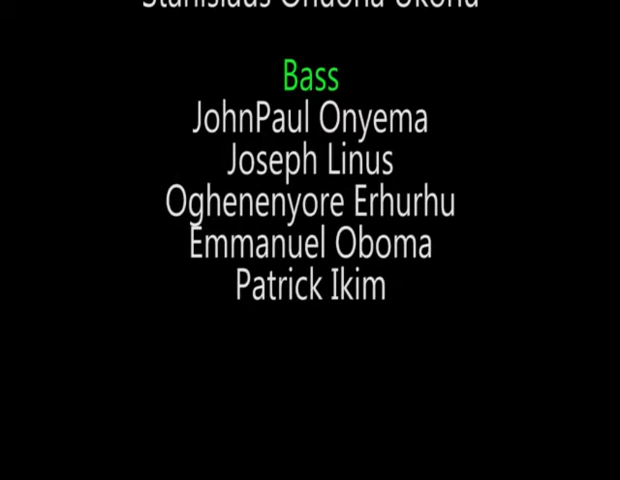 Bass
JohnPaul Onyema
Joseph Linus
Oghenenyore Erhurhu
Emmanuel Oboma
Patrick Ikim